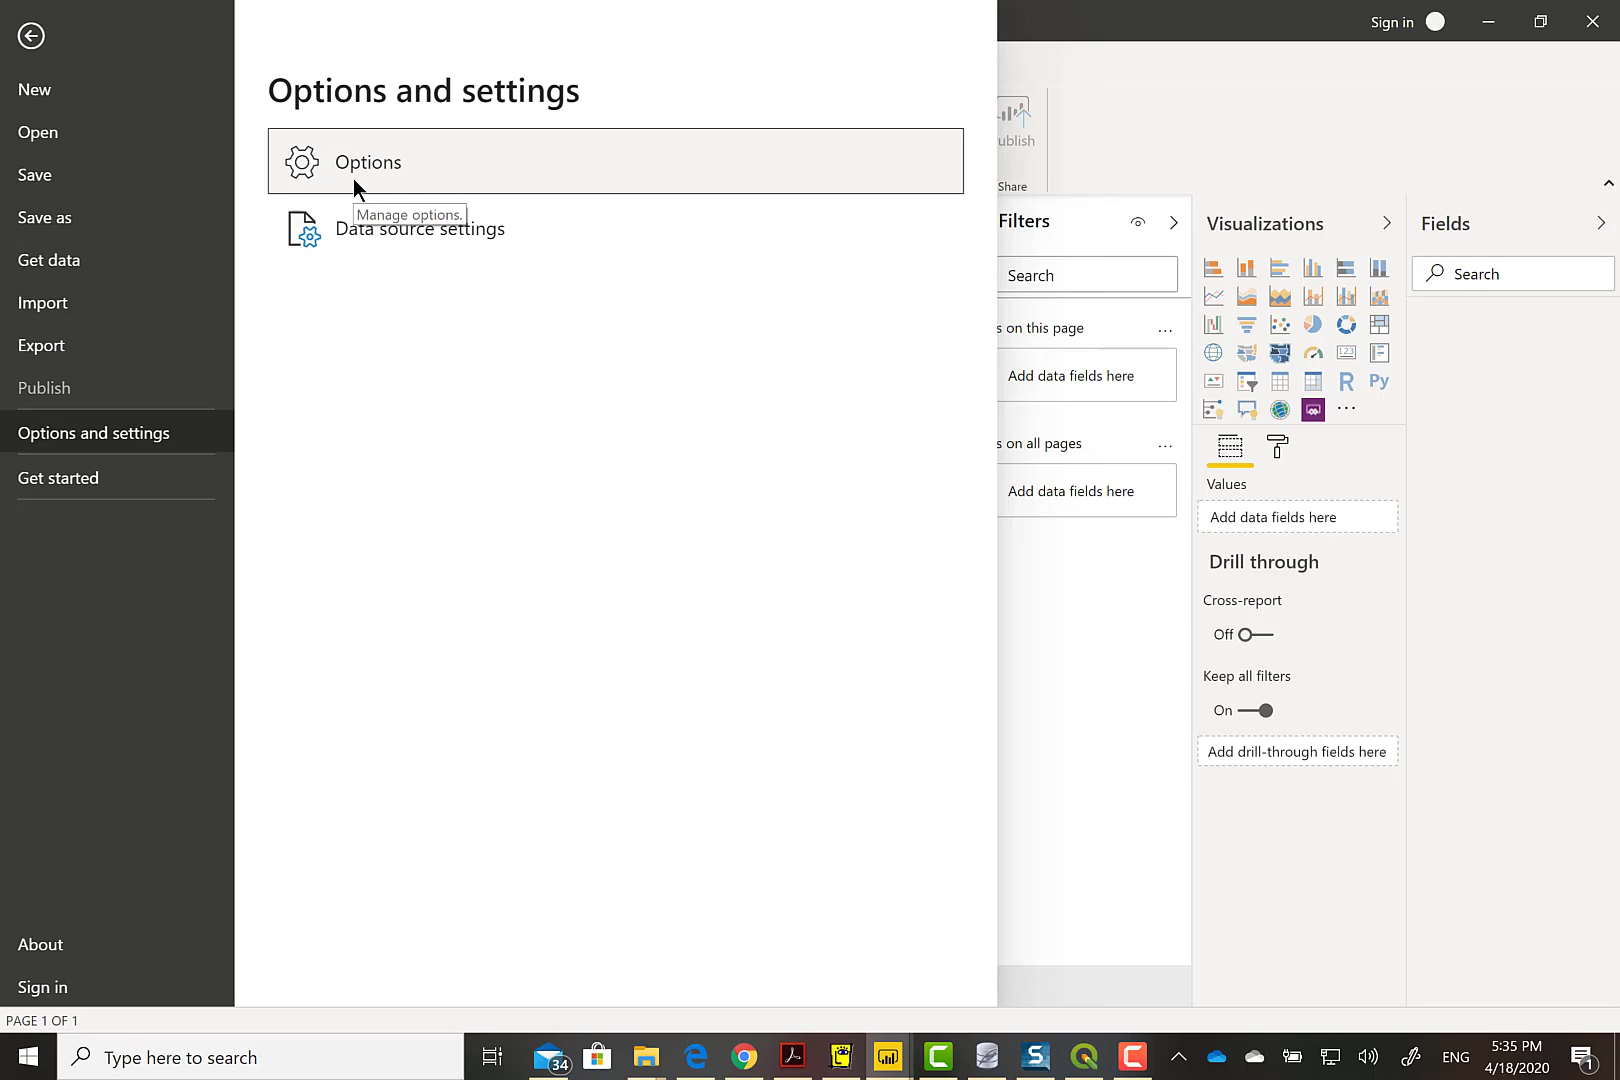 Sign in
New
Open
Save
Save as
Get data
Import
Export
Publish
Options and settings
Get started
About
Sign in
Options and settings
Options
Manage options.
Data source settings
ublish
Share
Filters
Search
s on this page
...
Add data fields here
s on all pages
...
Add data fields here
Visualizations
123
R
Py
...
Values
Add data fields here
Drill through
Cross-report
Off
Keep all filters
On
Add drill-through fields here
Fields
Search
PAGE 1 OF 1
Type here to search
34
ENG
5:35 PM
4/18/2020
1